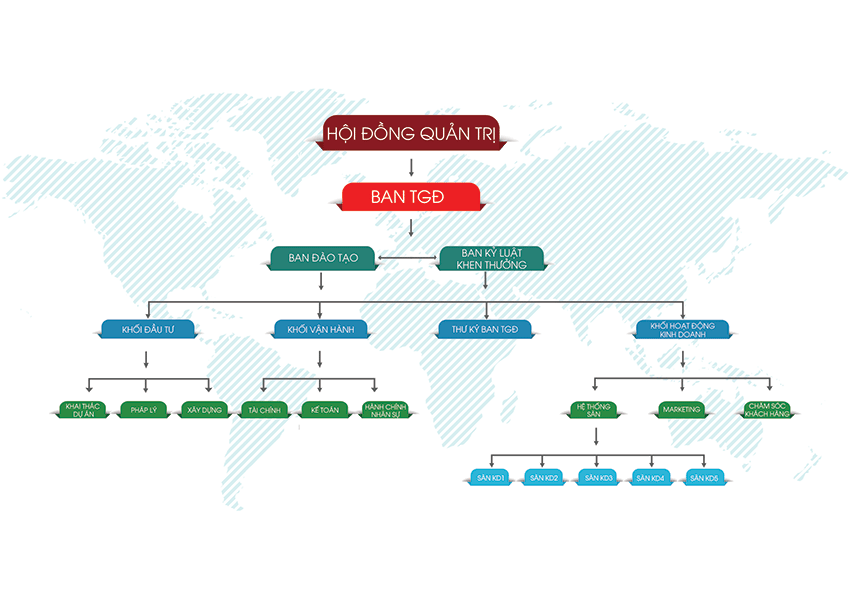 HỘI ĐỒNG QUẢN TRỊ
BAN TGĐ
BAN ĐÀO TẠO
BAN KỶ LUẬT
KHEN THƯỞNG
KHỐI ĐẦU TƯ
KHỐI VẬN HÀNH
THƯ KÝ BAN TGĐ
KHỐI HOẠT ĐỘNG
KINH DOANH
KHAI THÁC
DỰ ÁN
PHÁP LÝ
XÂY DỰNG
TÀI CHÍNH
KẾ TOÁN
HÀNH CHÍNH
NHÂN SỰ
HỆ THỐNG
SÀN
MARKETING
CHĂM SÓC
KHÁCH HÀNG
SÀN KD1
SÀN KD2
SÀN KD3
SÀN KD4
SÀN KD5